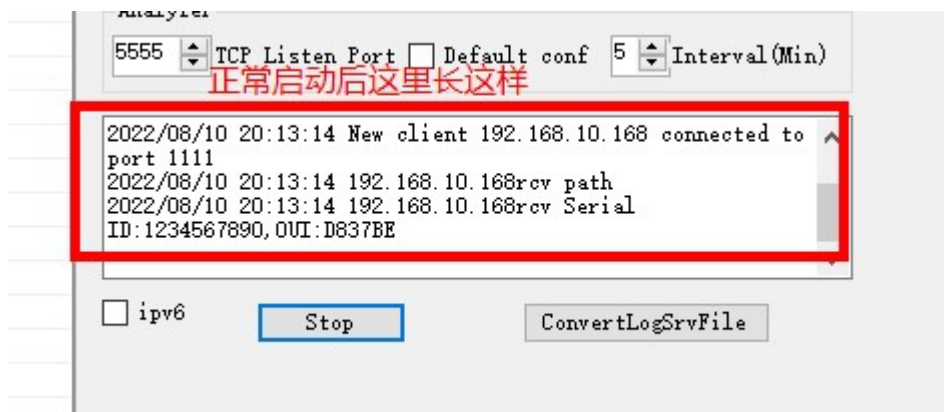 Analyrer
5555 TCP Listen Port Default conf 5 Interval(Min)
正常启动后这里长这样
2022/08/10 20:13:14 New client 192.168.10.168 connected to
port 1111
2022/08/10 20:13:14 192.168.10.168rcv path
2022/08/10 20:13:14 192.168.10.168rcv Serial
ID:1234567890,OUI:D837BE
ipv6
Stop
ConvertLogSrvFile